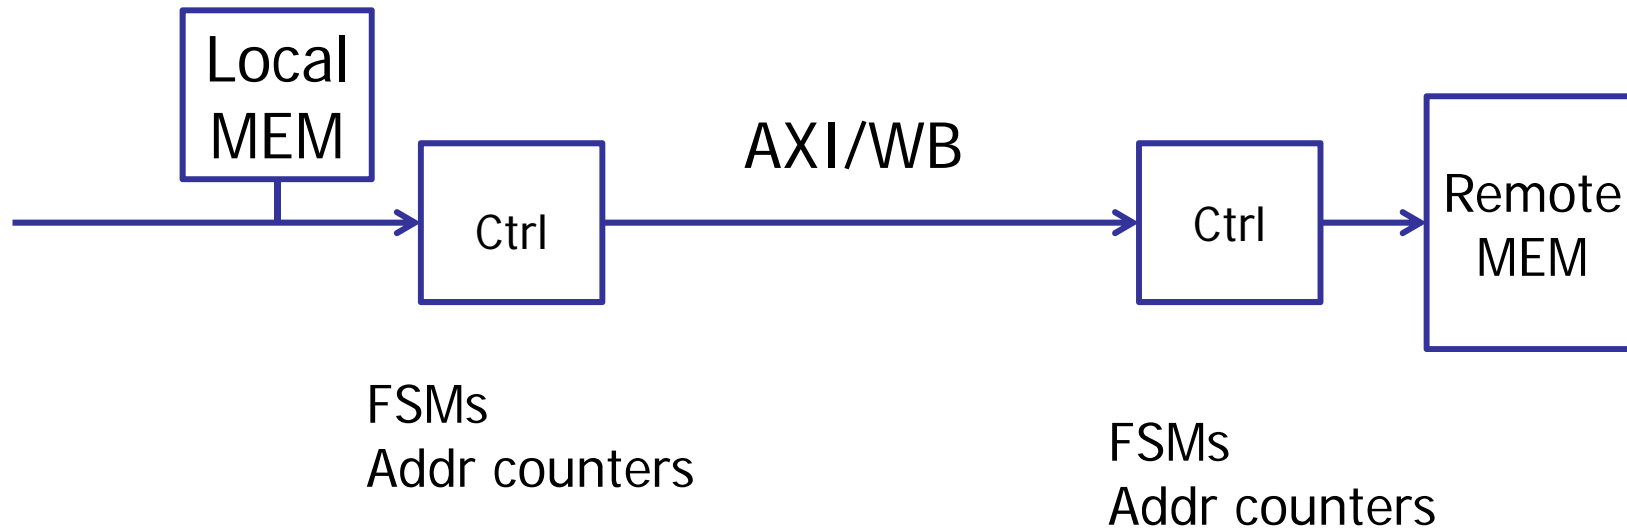 Local
MEM
Ctrl
AXI/WB
Ctrl
Remote
MEM
FSMs
Addr counters
FSMs
Addr counters